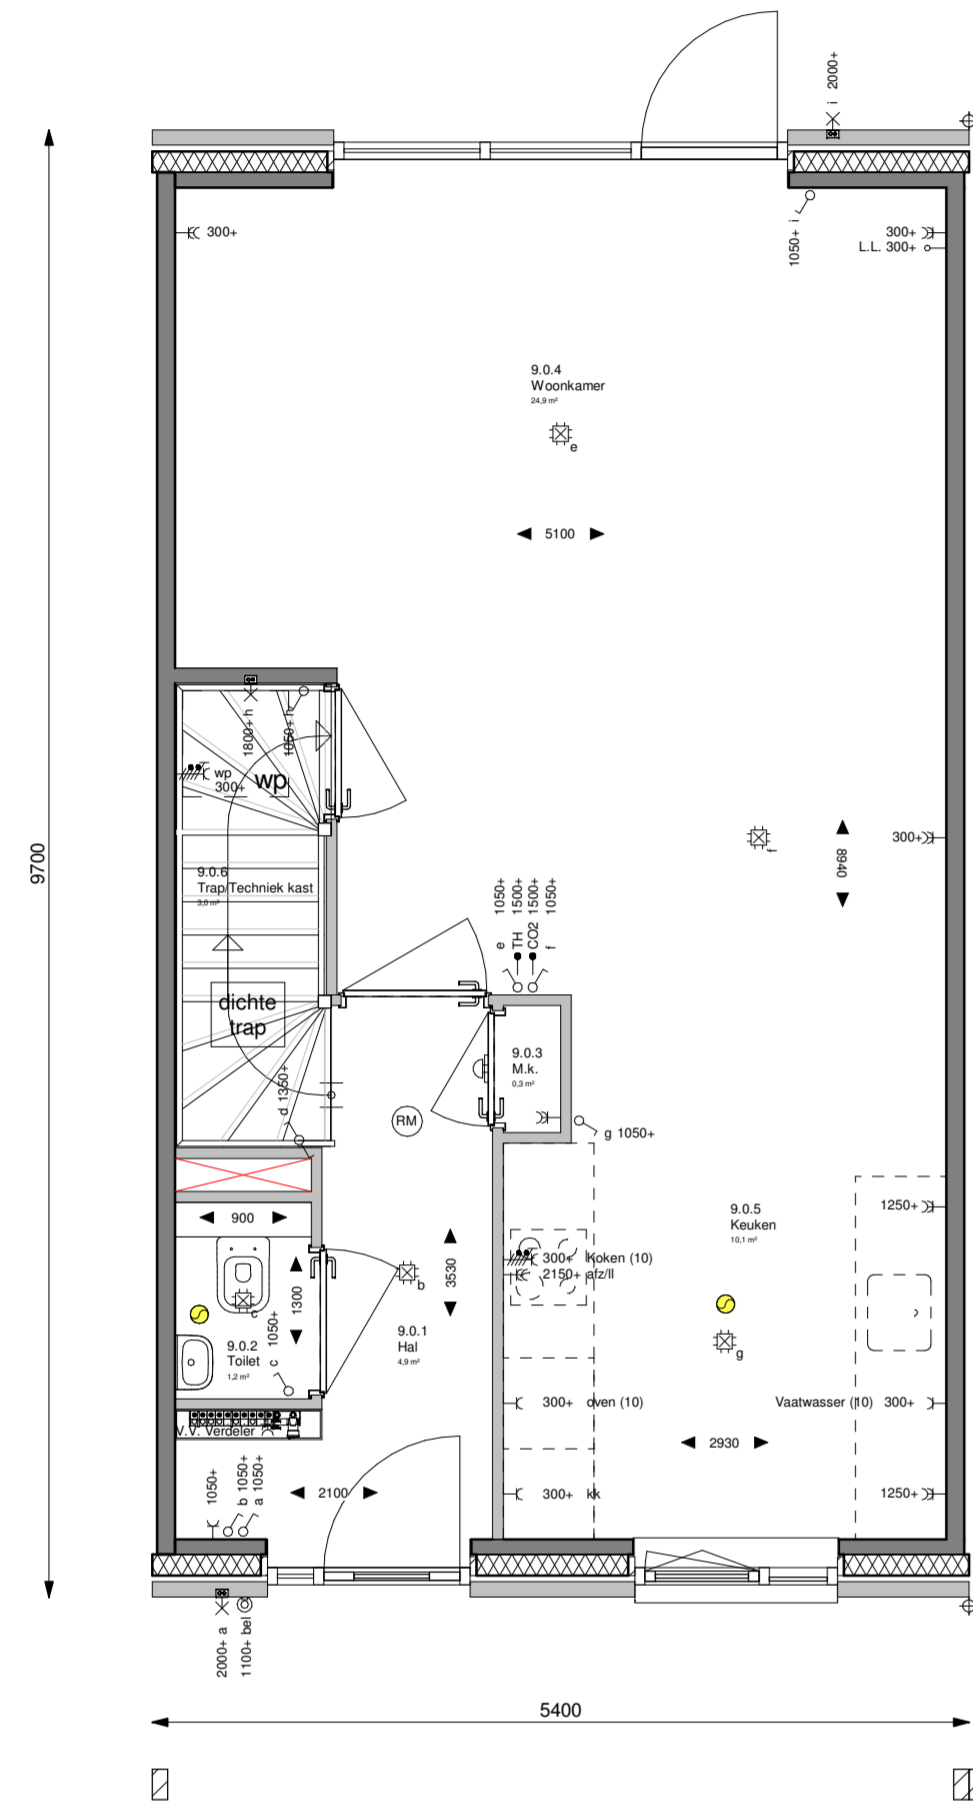 i 2000+
300+
1050+ i
300+
L.L. 300+
9.0.4
Woonkamer
24,9 m²
e
5100
1800+ h
1050+ h
wp
300+
wp
f
8940
300+
9700
9.0.6
Trap/Techniek kast
3,0 m²
e 1050+
TH 1500+
CO2 1500+
f 1050+
dichte
trap
d 1350+
9.0.3
M.k.
0,3 m²
RM
g 1050+
900
9.0.5
Keuken
10,1 m²
1250+
300+ Koken (10)
2150+ afz/ll
3530
b
1300
c
c 1050+
9.0.2
Toilet
1,2 m²
9.0.1
Hal
4,9 m²
g
300+ oven (10)
Vaatwasser (10) 300+
V.V. Verdeler
2930
1050+
b 1050+
a 1050+
2100
300+ kk
1250+
2000+ a
1100+ bel
5400